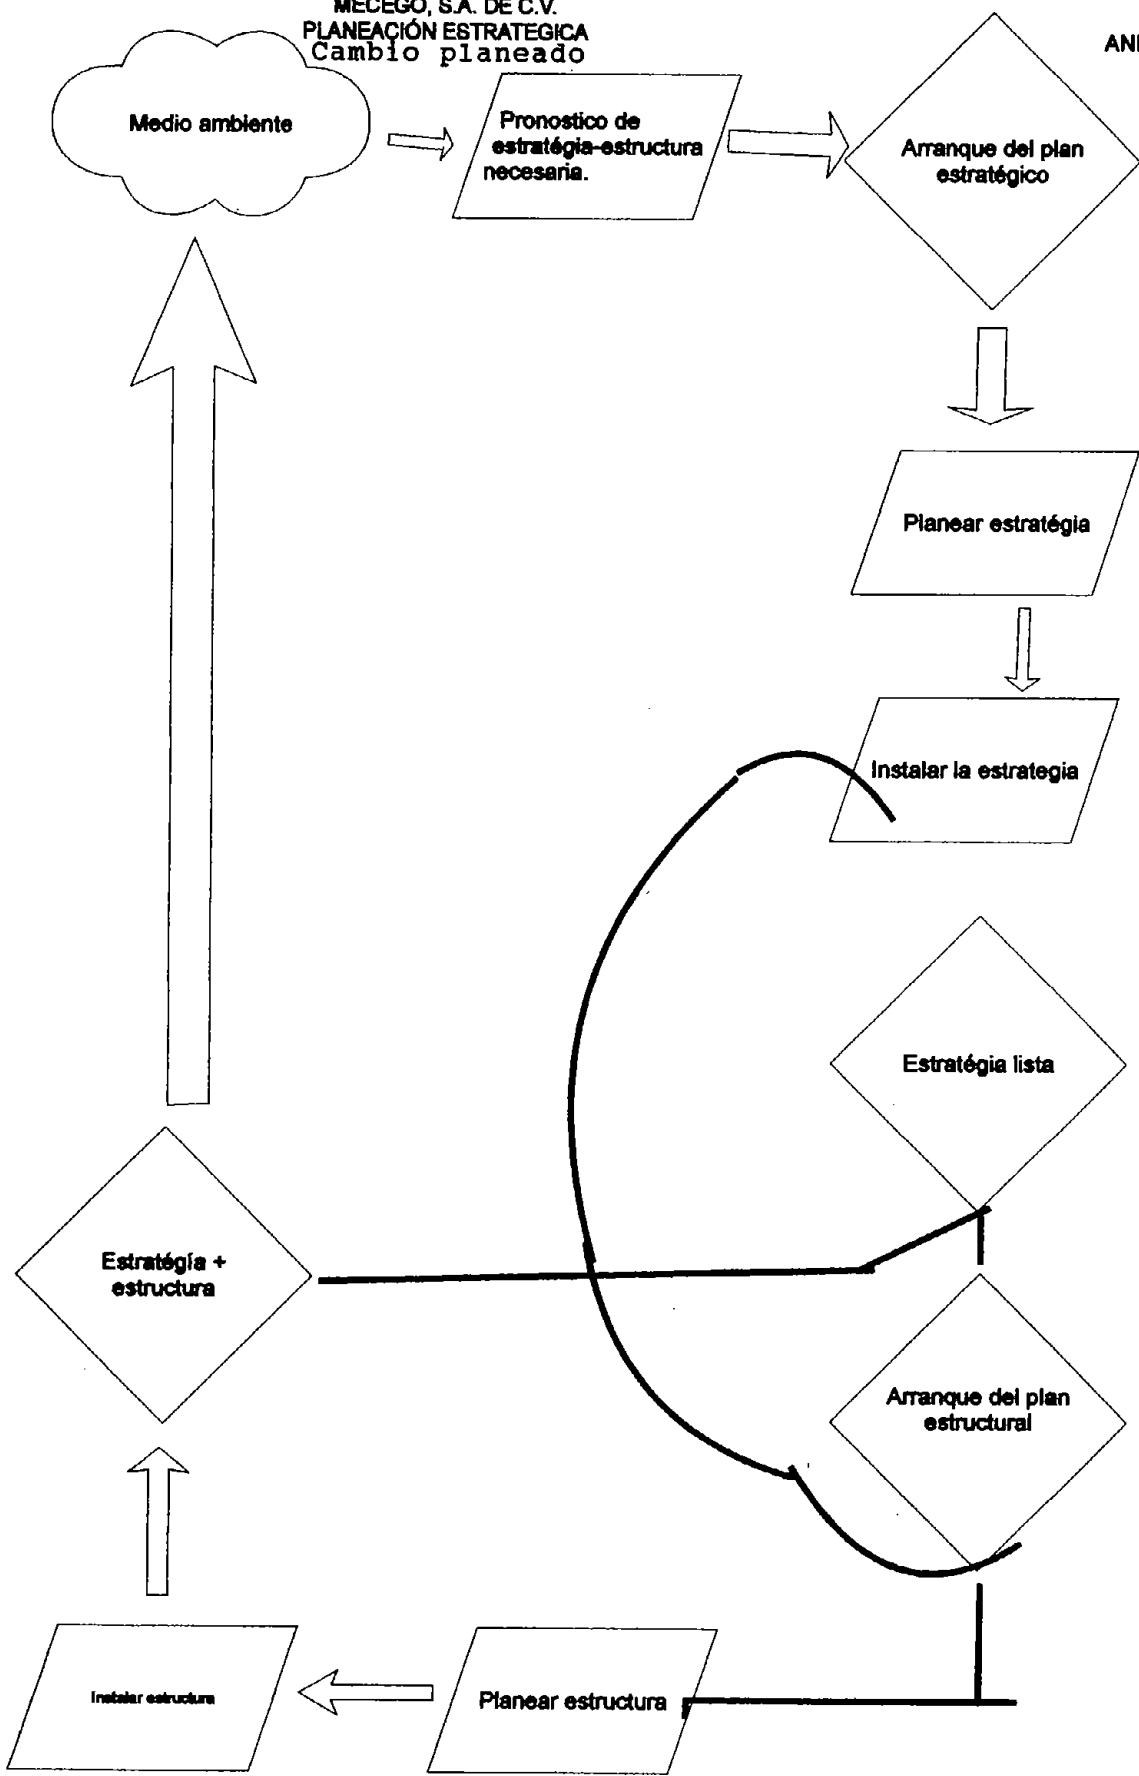 MECEGO, S.A. DE C.V.
PLANEACIÓN ESTRATEGICA
Cambio planeado
Medio ambiente
Pronostico de
estratégia-estructura
necesaria.
Arranque del plan
estratégico
Planear estratégia
Instalar la estrategia
Estratégia lista
Arranque del plan
estructural
Estratégía +
estructura
Instalar estructura
Planear estructura